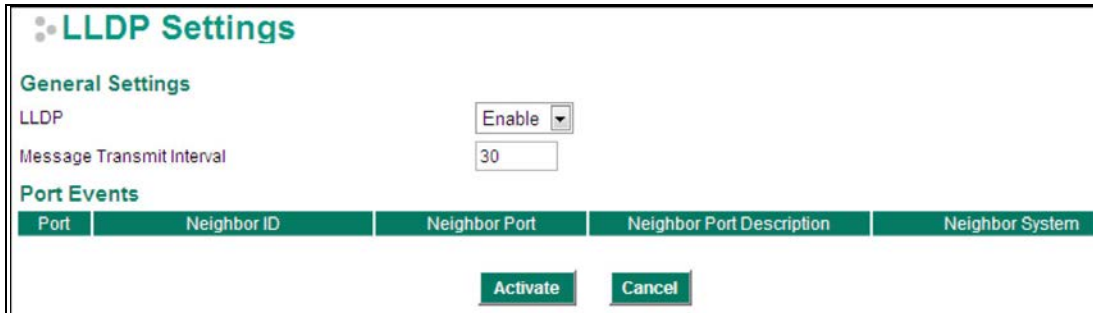 LLDP Settings
General Settings
LLDP Enable
Message Transmit Interval 30
Port Events
Port Neighbor ID Neighbor Port Neighbor Port Description Neighbor System
Activate Cancel